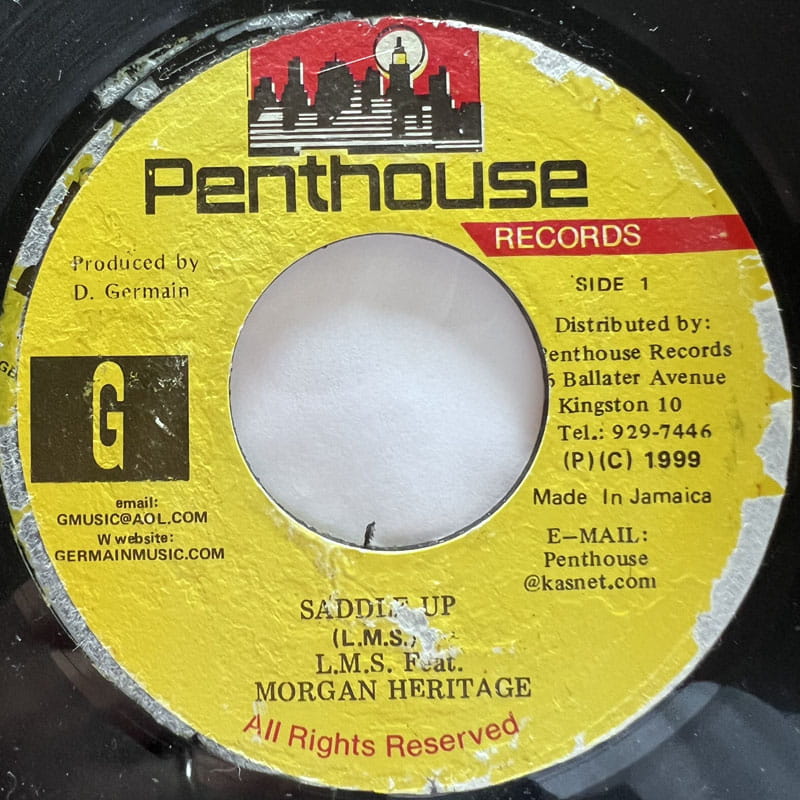 Penthouse
RECORDS
Produced by
D. Germain
G
email:
GMUSIC@AOL.COM
W website:
GERMAINMUSIC.COM
SIDE 1
Distributed by:
Penthouse Records
Ballater Avenue
Kingston 10
Tel.: 929-7446
(P)(C) 1999
Made In Jamaica
E-MAIL:
Penthouse
@kasnet.com
SADDLE UP
(L.M.S.)
L.M.S. Feat.
MORGAN HERITAGE
All Rights Reserved